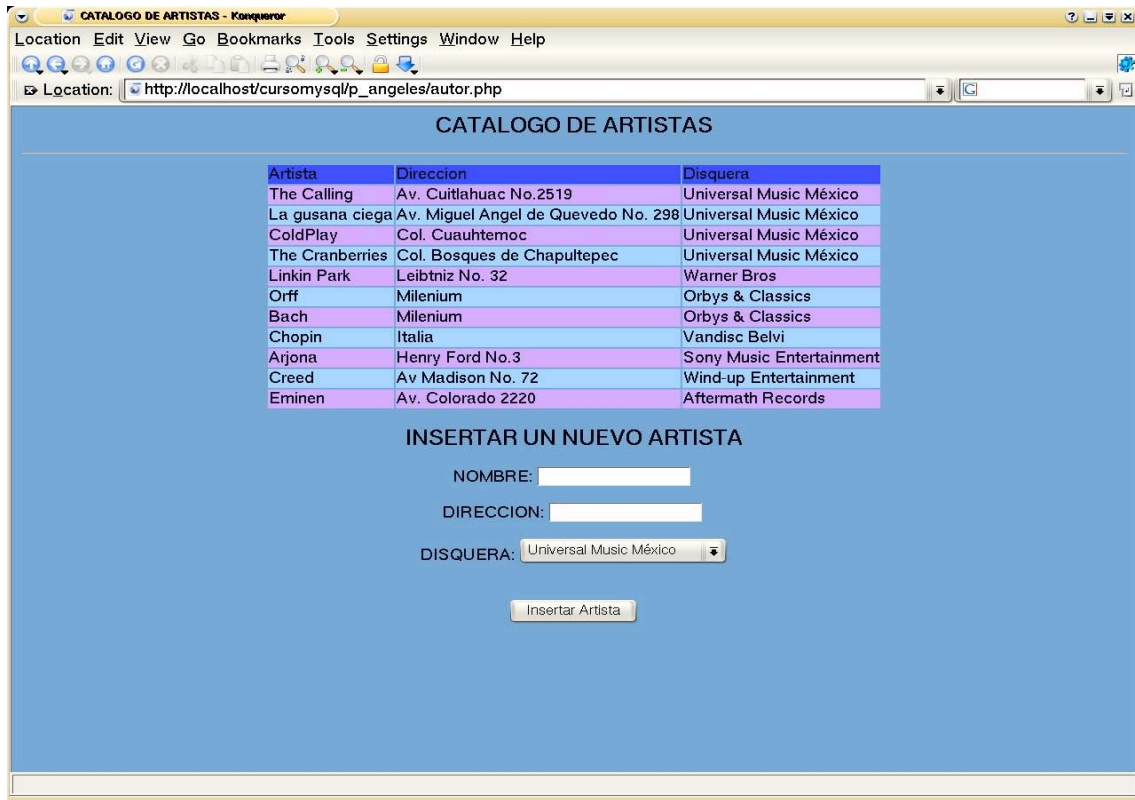 CATALOGO DE ARTISTAS - Konqueror
Location Edit View Go Bookmarks Tools Settings Window Help
Location: http://localhost/cursomysql/p_angeles/autor.php
CATALOGO DE ARTISTAS
Artista Direccion Disquera
The Calling Av. Cuitlahuac No.2519 Universal Music México
La gusana ciega Av. Miguel Angel de Quevedo No. 298 Universal Music México
ColdPlay Col. Cuauhtemoc Universal Music México
The Cranberries Col. Bosques de Chapultepec Universal Music México
Linkin Park Leibtniz No. 32 Warner Bros
Orff Milenium Orbys & Classics
Bach Milenium Orbys & Classics
Chopin Italia Vandisc Belvi
Arjona Henry Ford No.3 Sony Music Entertainment
Creed Av Madison No. 72 Wind-up Entertainment
Eminen Av. Colorado 2220 Aftermath Records
INSERTAR UN NUEVO ARTISTA
NOMBRE:
DIRECCION:
DISQUERA: Universal Music México
Insertar Artista